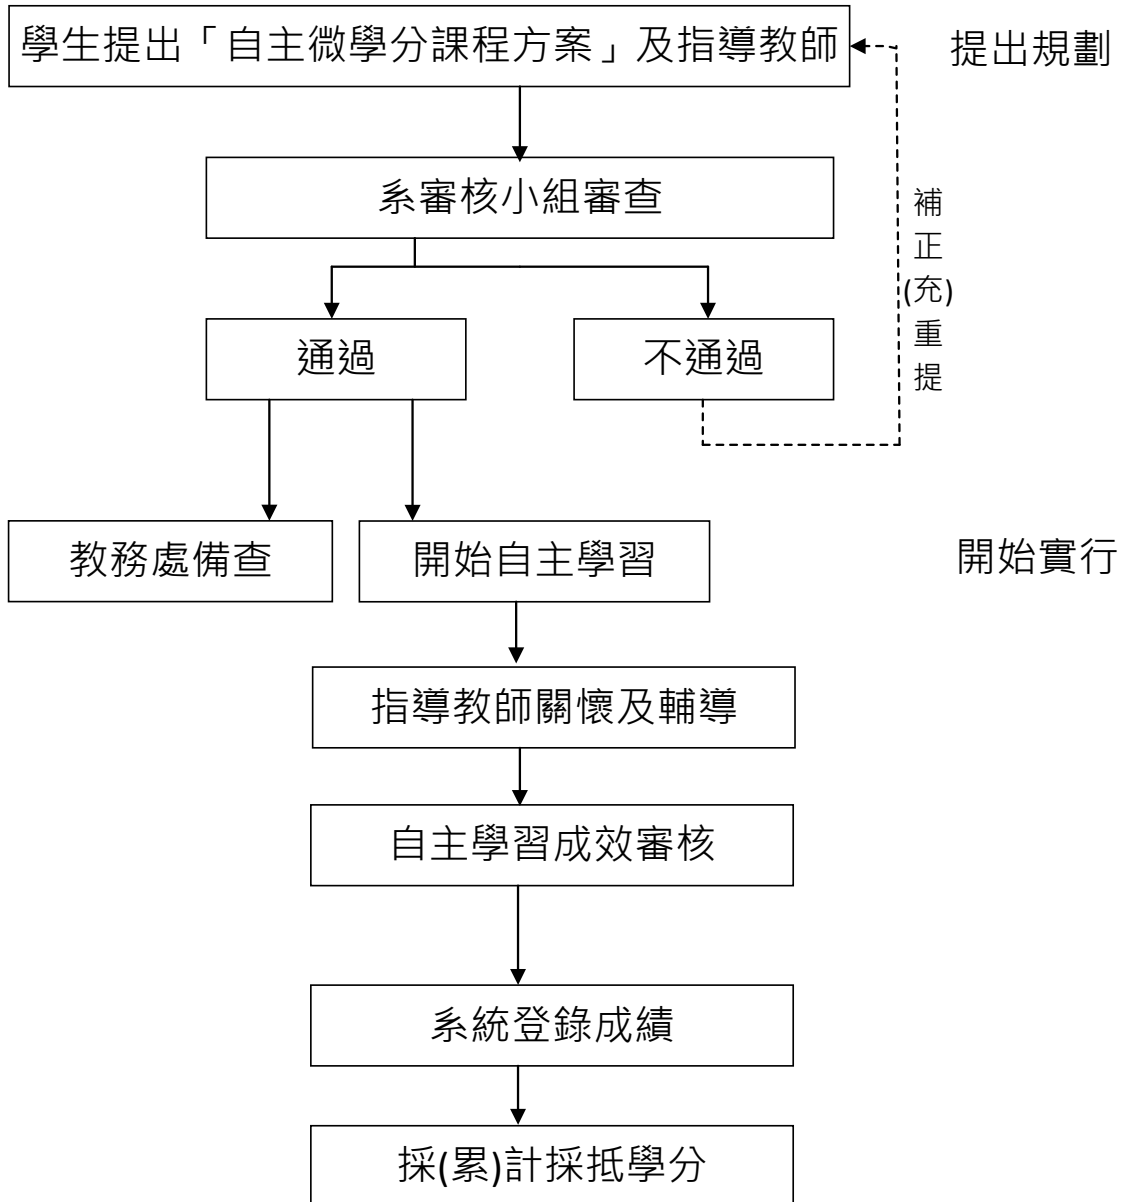 學生提出「自主微學分課程方案」及指導教師
提出規劃
系審核小組審查
補
正
(充)
重
提
通過
不通過
教務處備查
開始自主學習
開始實行
指導教師關懷及輔導
自主學習成效審核
系統登錄成績
採(累)計採抵學分